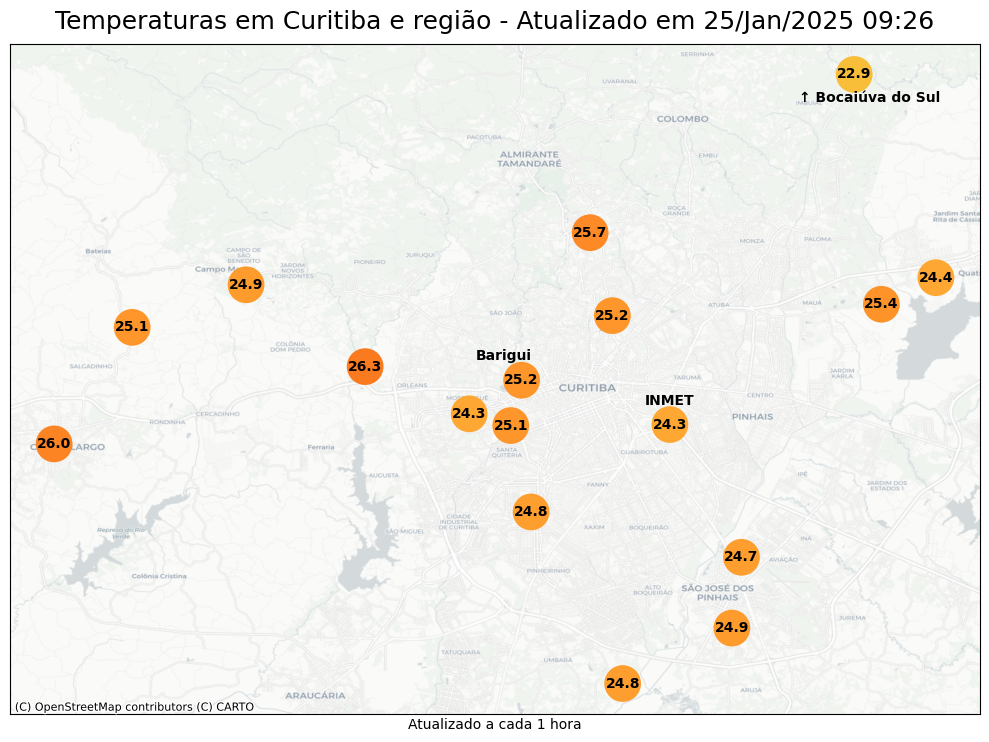 Temperaturas em Curitiba e região - Atualizado em 25/Jan/2025 09:26
SERRINHA
22.9
UVARANAL
↑ Bocaiúva do Sul
COLOMBO
PACOTUBA
ALMIRANTE
TAMANDARÉ
EMBU
ROÇA
GRANDE
Jardim Santa
Rita de Cássia
25.7
MONZA
PALOMA
Bateias
CAMPO DE
SÃO
BENEDITO
JURUQUI
PIONEIRO
JARDIM
NOVOS
HORIZONTES
Campo M
24.9
24.4
Quat
25.4
MAUÁ
ATUBA
SÃO JOÃO
25.2
25.1
CAMPO
COLÔNIA
DOM PEDRO
Barigui
SALGADINHO
26.3
25.2
TARUMÃ
JARDIM
KARLA
ORLEANS
CURITIBA
CENTRO
INMET
CERCADINHO
RONDINHA
24.3
25.1
24.3
PINHAIS
26.0
LARGO
Ferraria
SANTA
QUITÉRIA
GUABIROTUBA
AUGUSTA
FANNY
IPÊ
JARDIM DOS
ESTADOS I
24.8
CIDADE
INDUSTRIAL
DE CURITIBA
XAXIM
BOQUEIRÃO
Represa do Rio
Verde
SÃO MIGUEL
INÁ
24.7
AVIAÇÃO
Colônia Cristina
PINHEIRINHO
ALTO
BOQUEIRÃO
SÃO JOSÉ DOS
PINHAIS
JUREMA
24.9
TATUQUARA
UMBARÁ
24.8
ARUJÁ
ARAUCÁRIA
(C) OpenStreetMap contributors (C) CARTO
Atualizado a cada 1 hora